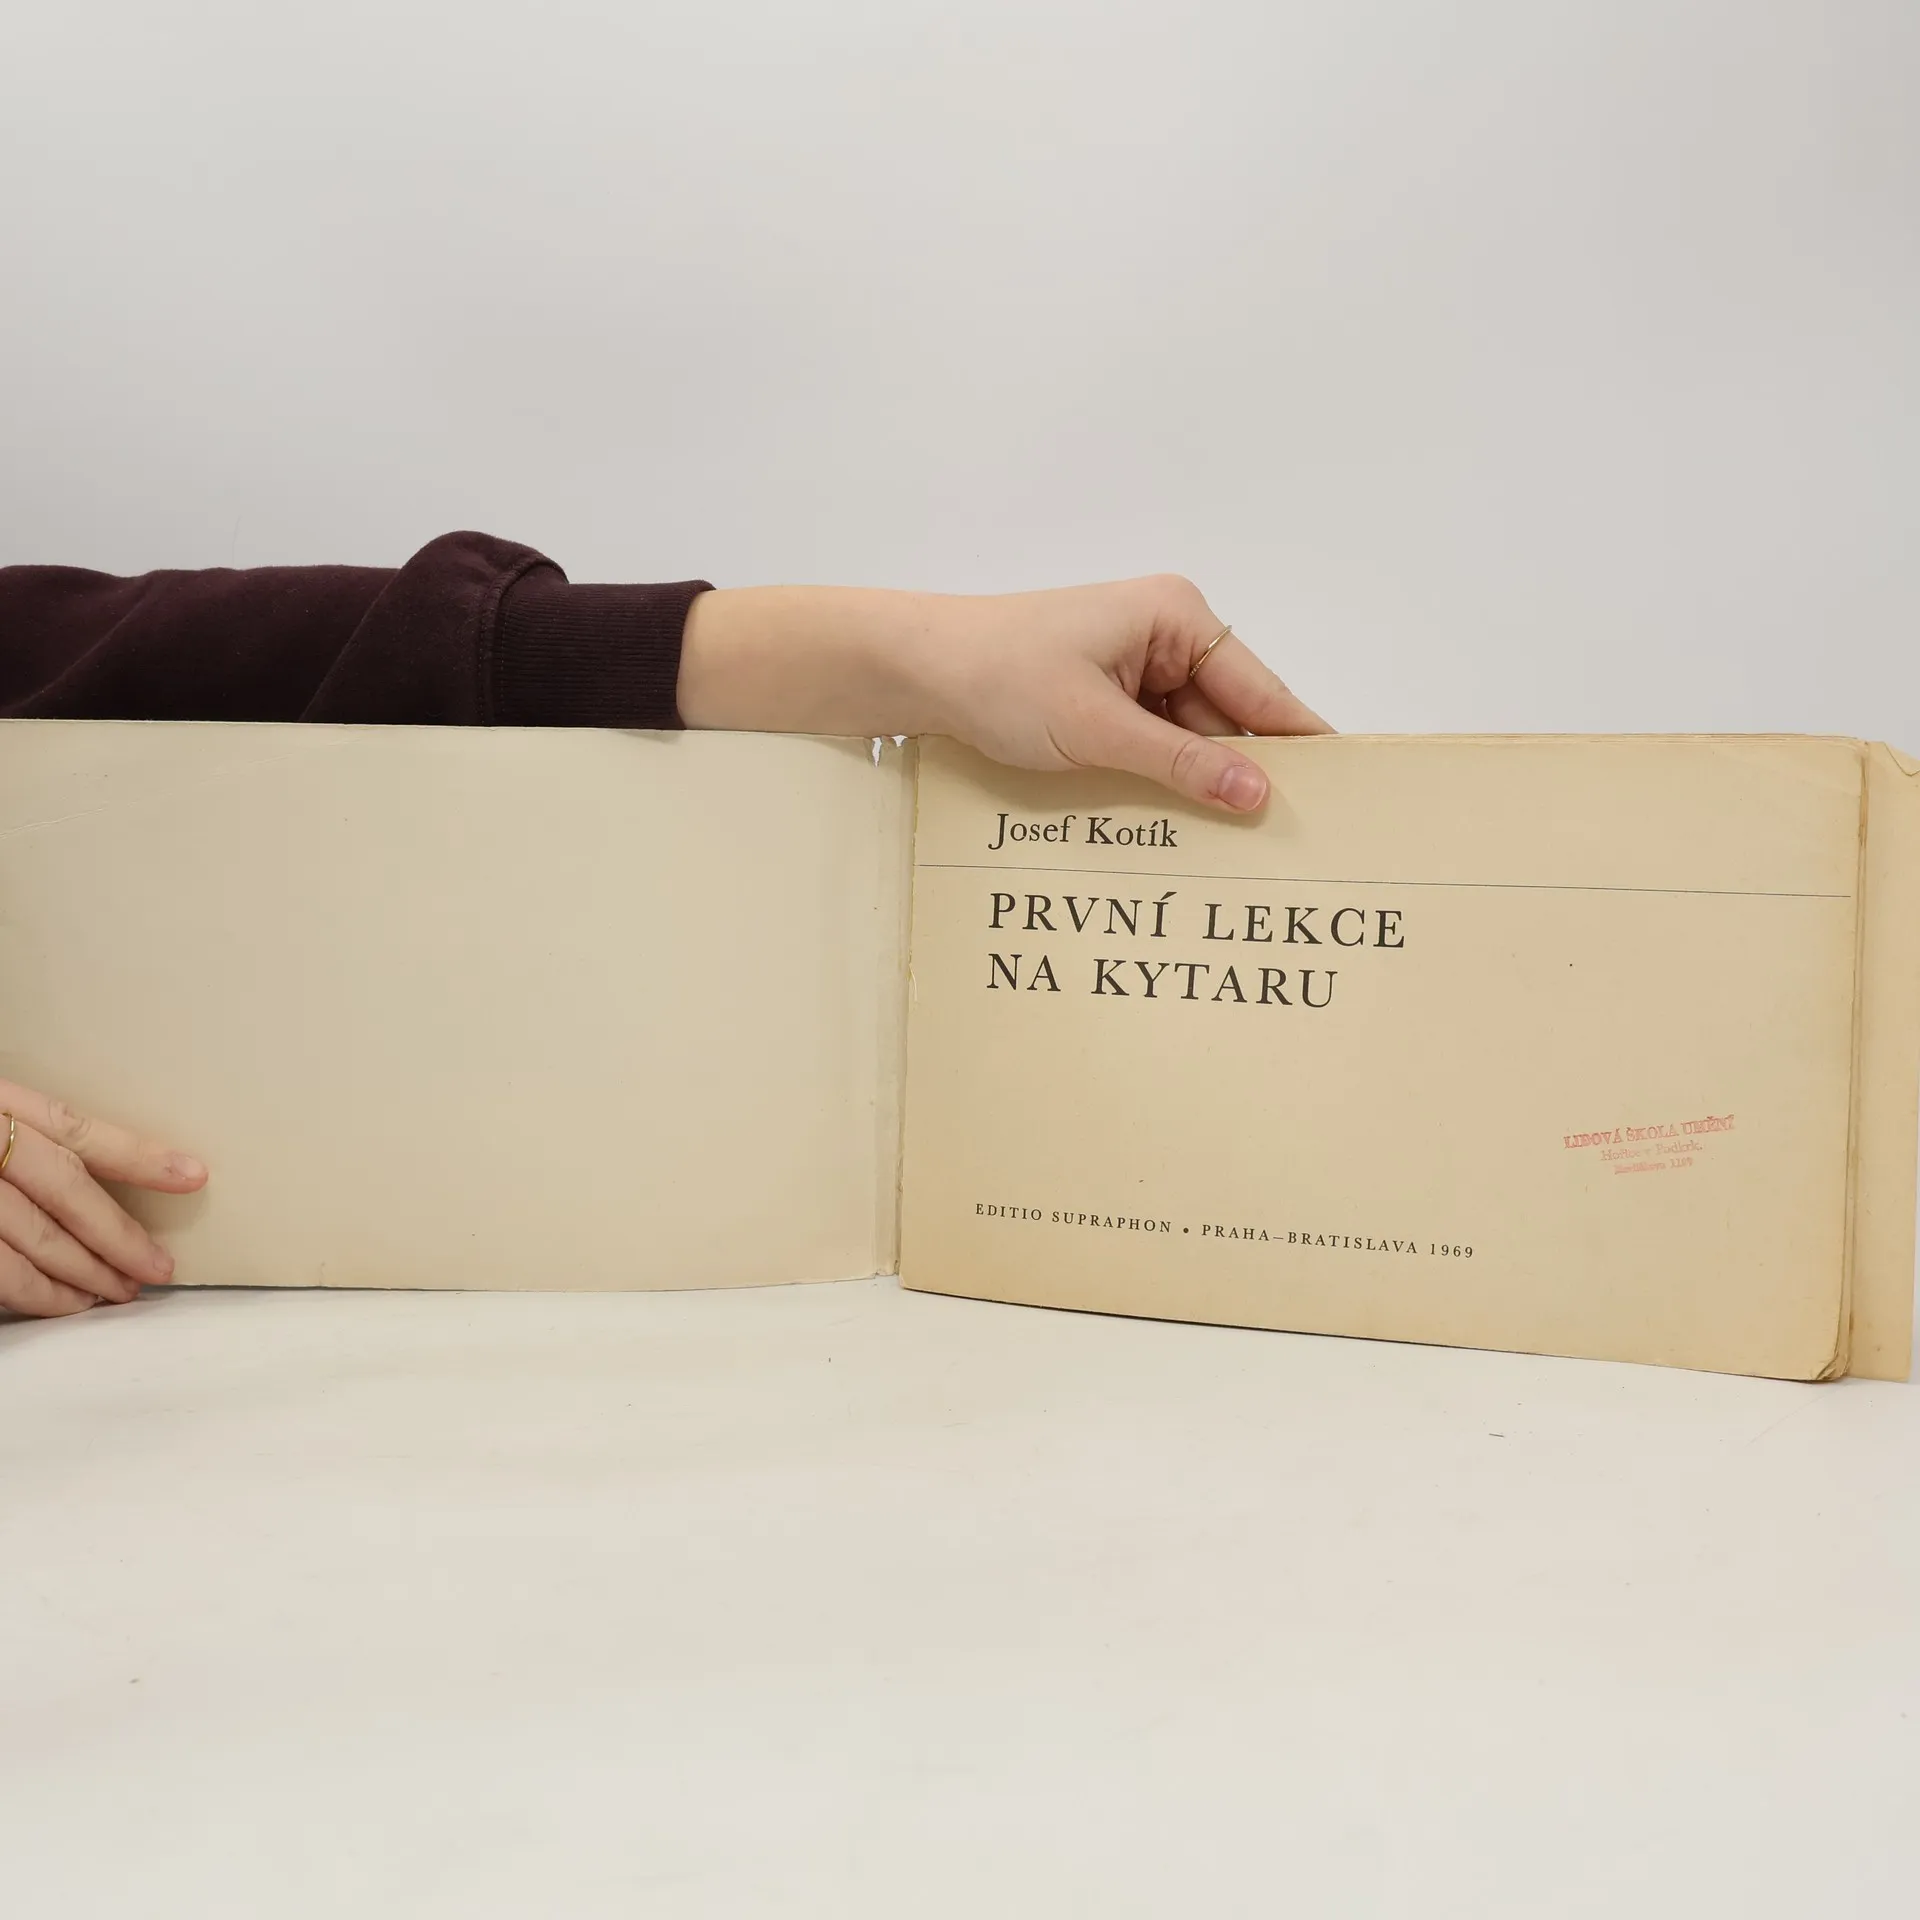 Josef Kotík
PRVNÍ LEKCE
NA KYTARU
LIDOVÁ ŠKOLA UMĚNÍ
EDITIO SUPRAPHON • PRAHA–BRATISLAVA 1969